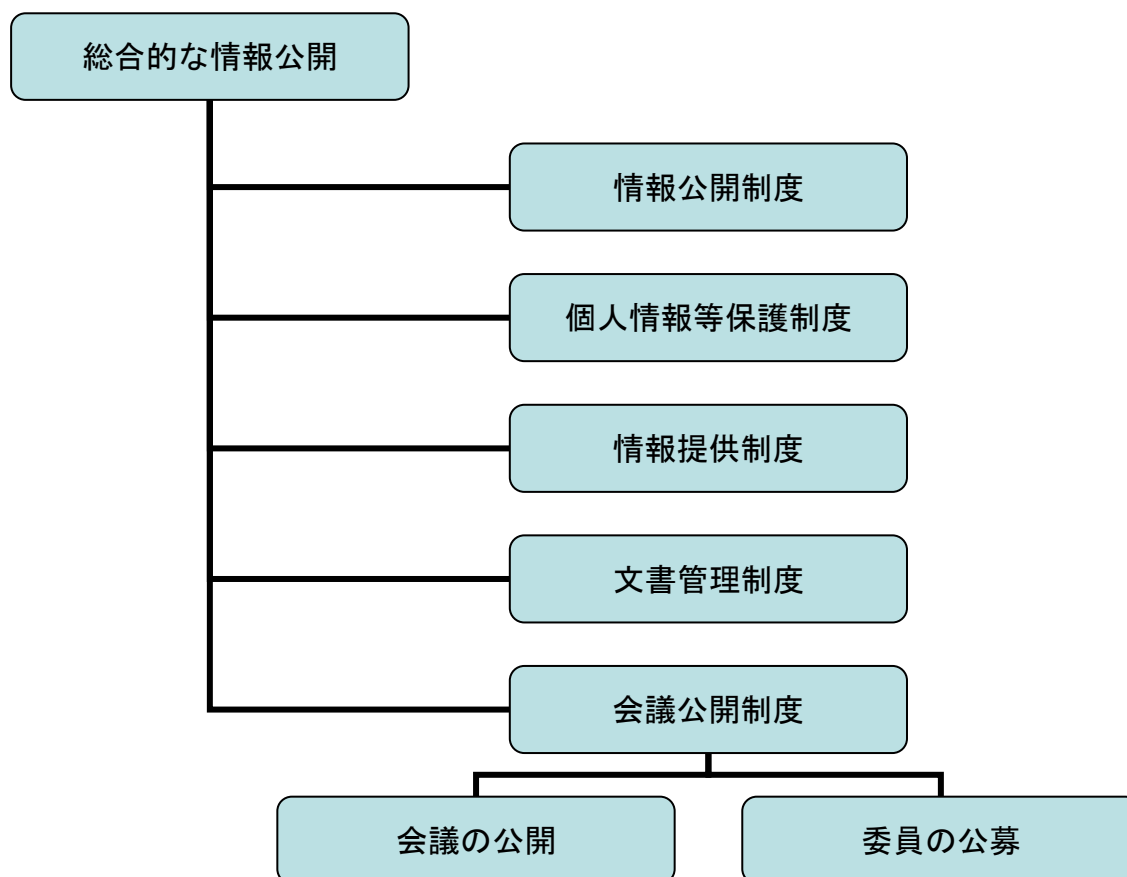 総合的な情報公開
情報公開制度
個人情報等保護制度
情報提供制度
文書管理制度
会議公開制度
会議の公開
委員の公募